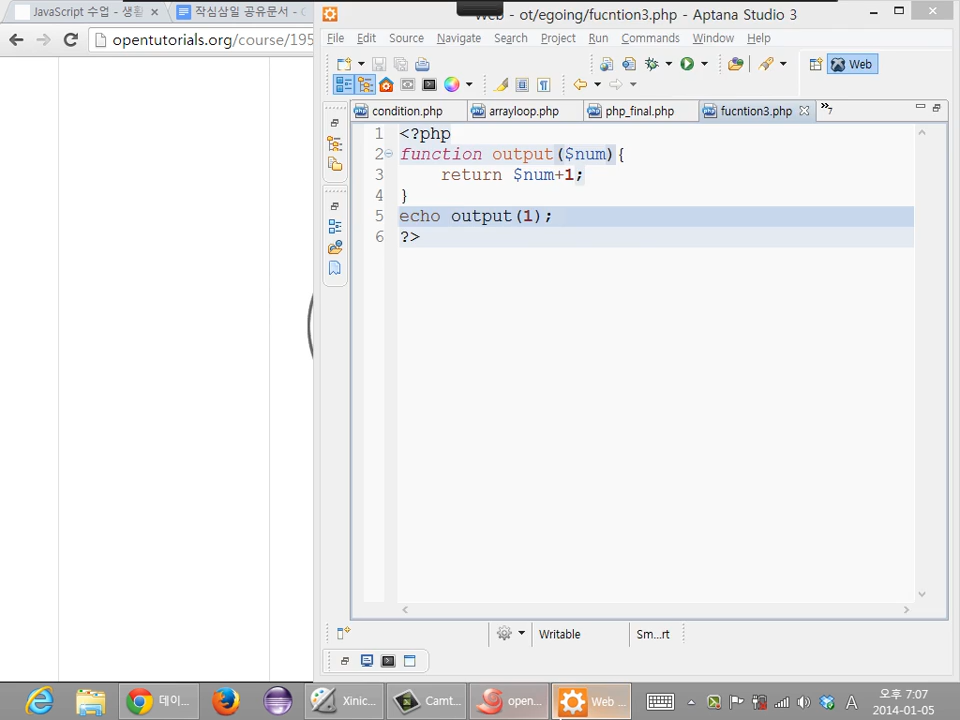 JavaScript 수업 - 생활
작심삼일 공유문서 -
Web - ot/egoing/fucntion3.php - Aptana Studio 3
opentutorials.org/course/195
File Edit Source Navigate Search Project Run Commands Window Help
Web
condition.php arrayloop.php php_final.php fucntion3.php »7
1 <?php
2 function output($num){
3 return $num+1;
4 }
5 echo output(1);
6 ?>
Writable Sm...rt
데이... Xinic... Camt... open... Web ... A 오후 7:07
2014-01-05